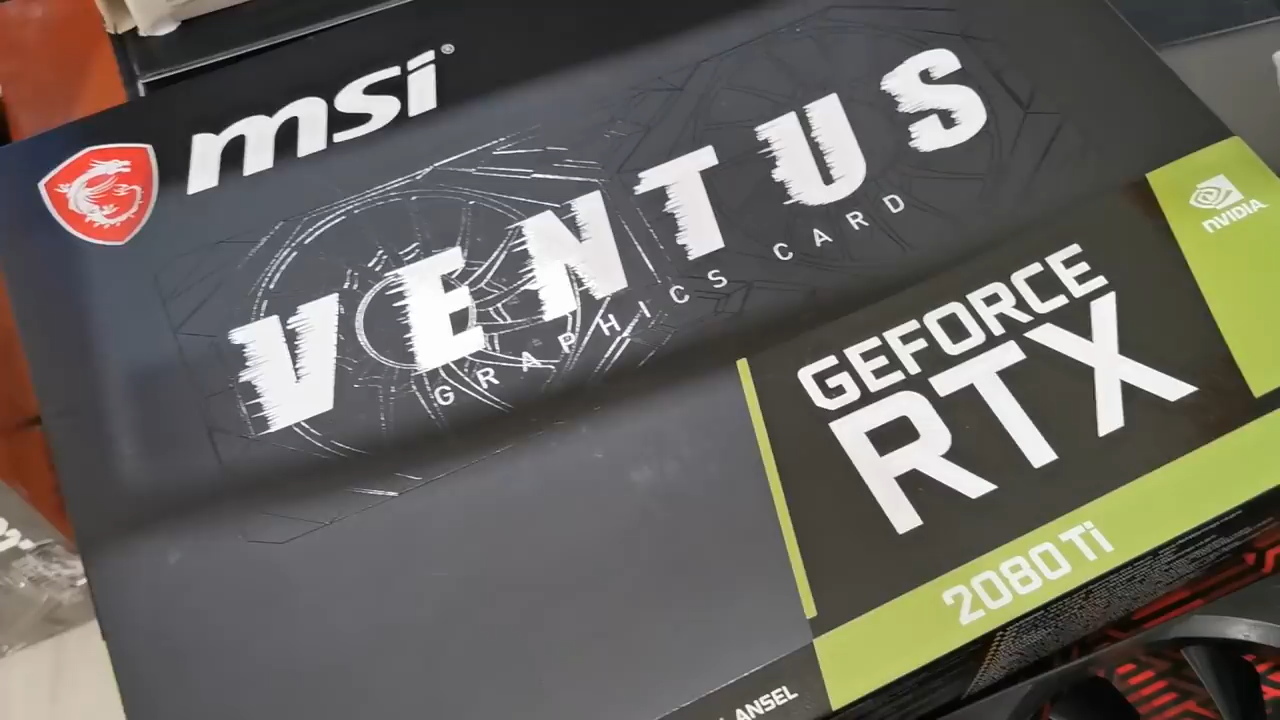 msi
VENTUS
GRAPHICS CARD
NVIDIA
GEFORCE
RTX
2080 Ti
ANSEL